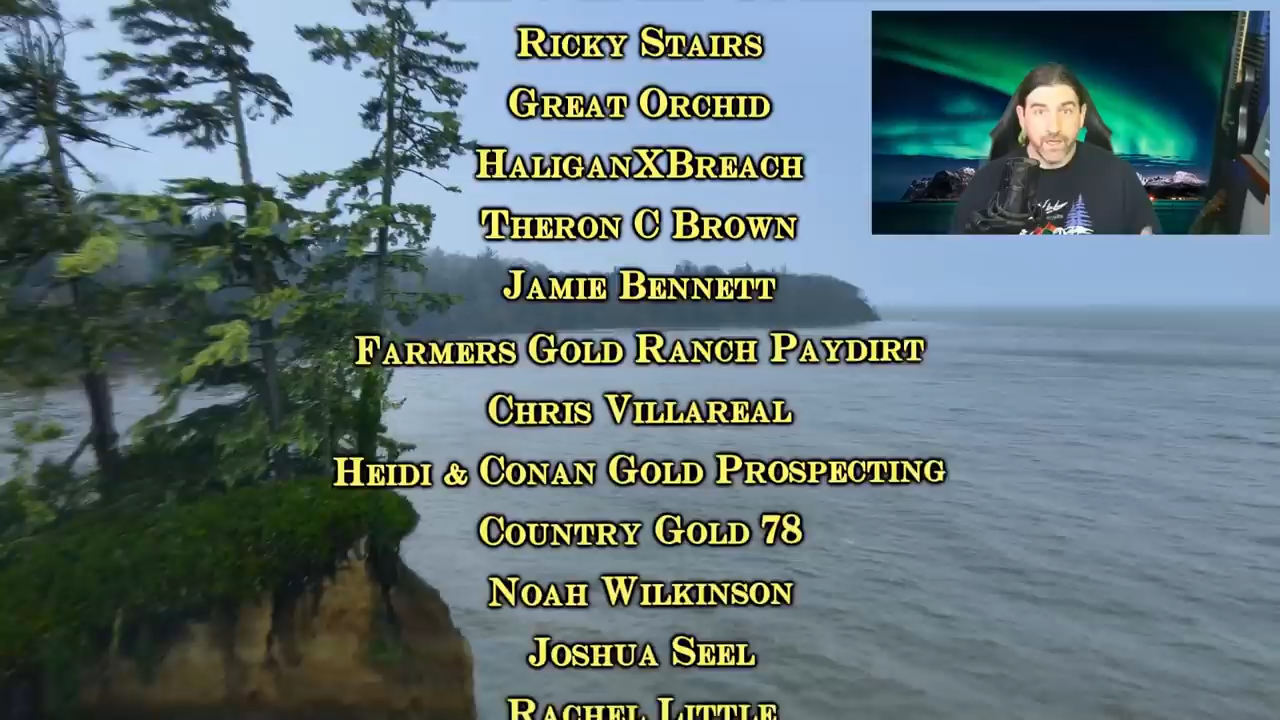 Ricky Stairs
Great Orchid
HaliganXBreach
Theron C Brown
Jamie Bennett
Farmers Gold Ranch Paydirt
Chris Villareal
Heidi & Conan Gold Prospecting
Country Gold 78
Noah Wilkinson
Joshua Seel
Rachel Little